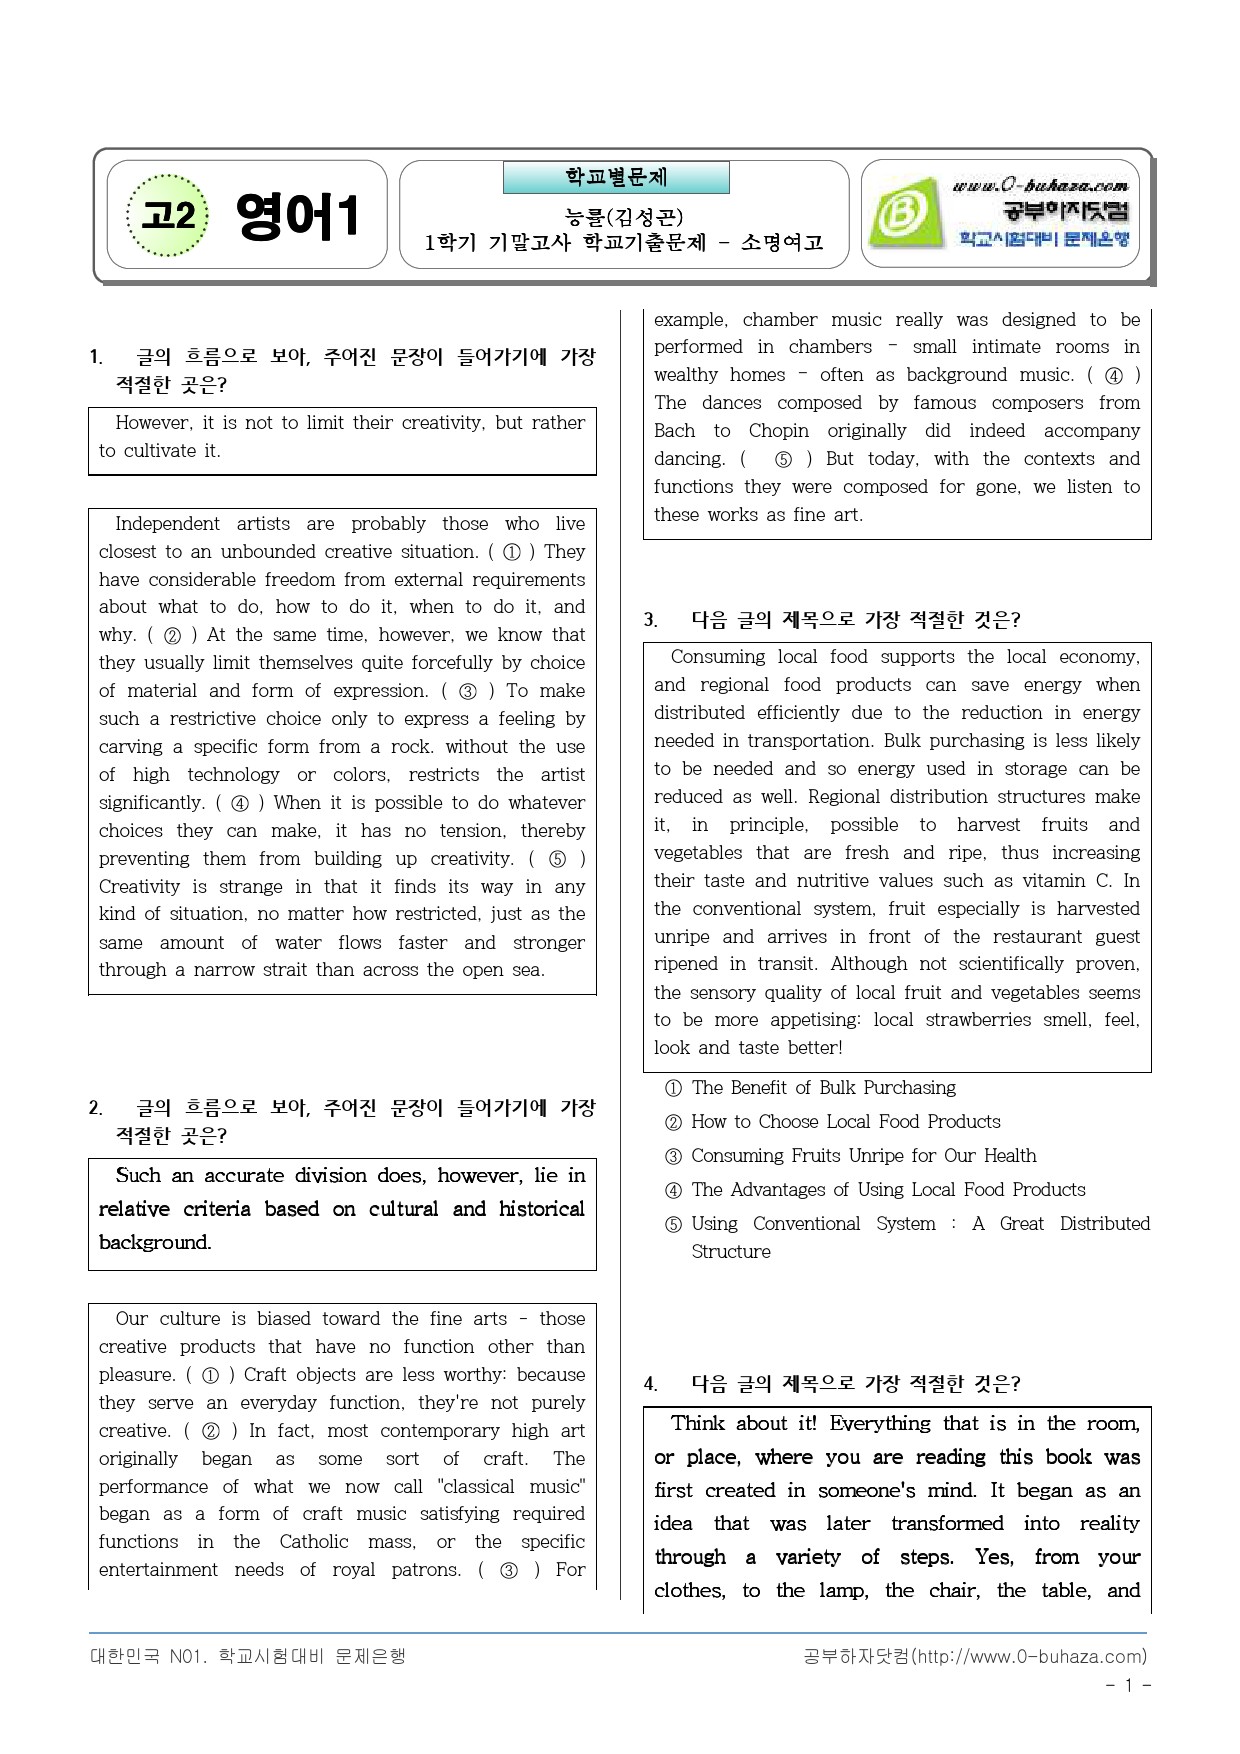 고2 영어1
학교별문제
능률(김성곤)
1학기 기말고사 학교기출문제 - 소명여고
www.O-buhaza.com
공부하자닷컴
학교시험대비 문제은행
1. 글의 흐름으로 보아, 주어진 문장이 들어가기에 가장
적절한 곳은?
However, it is not to limit their creativity, but rather
to cultivate it.
Independent artists are probably those who live
closest to an unbounded creative situation. ( ① ) They
have considerable freedom from external requirements
about what to do, how to do it, when to do it, and
why. ( ② ) At the same time, however, we know that
they usually limit themselves quite forcefully by choice
of material and form of expression. ( ③ ) To make
such a restrictive choice only to express a feeling by
carving a specific form from a rock. without the use
of high technology or colors, restricts the artist
significantly. ( ④ ) When it is possible to do whatever
choices they can make, it has no tension, thereby
preventing them from building up creativity. ( ⑤ )
Creativity is strange in that it finds its way in any
kind of situation, no matter how restricted, just as the
same amount of water flows faster and stronger
through a narrow strait than across the open sea.
2. 글의 흐름으로 보아, 주어진 문장이 들어가기에 가장
적절한 곳은?
Such an accurate division does, however, lie in
relative criteria based on cultural and historical
background.
Our culture is biased toward the fine arts - those
creative products that have no function other than
pleasure. ( ① ) Craft objects are less worthy: because
they serve an everyday function, they're not purely
creative. ( ② ) In fact, most contemporary high art
originally began as some sort of craft. The
performance of what we now call "classical music"
began as a form of craft music satisfying required
functions in the Catholic mass, or the specific
entertainment needs of royal patrons. ( ③ ) For
example, chamber music really was designed to be
performed in chambers - small intimate rooms in
wealthy homes - often as background music. ( ④ )
The dances composed by famous composers from
Bach to Chopin originally did indeed accompany
dancing. ( ⑤ ) But today, with the contexts and
functions they were composed for gone, we listen to
these works as fine art.
3. 다음 글의 제목으로 가장 적절한 것은?
Consuming local food supports the local economy,
and regional food products can save energy when
distributed efficiently due to the reduction in energy
needed in transportation. Bulk purchasing is less likely
to be needed and so energy used in storage can be
reduced as well. Regional distribution structures make
it, in principle, possible to harvest fruits and
vegetables that are fresh and ripe, thus increasing
their taste and nutritive values such as vitamin C. In
the conventional system, fruit especially is harvested
unripe and arrives in front of the restaurant guest
ripened in transit. Although not scientifically proven,
the sensory quality of local fruit and vegetables seems
to be more appetising: local strawberries smell, feel,
look and taste better!
① The Benefit of Bulk Purchasing
② How to Choose Local Food Products
③ Consuming Fruits Unripe for Our Health
④ The Advantages of Using Local Food Products
⑤ Using Conventional System : A Great Distributed
Structure
4. 다음 글의 제목으로 가장 적절한 것은?
Think about it! Everything that is in the room,
or place, where you are reading this book was
first created in someone's mind. It began as an
idea that was later transformed into reality
through a variety of steps. Yes, from your
clothes, to the lamp, the chair, the table, and
대한민국 N01. 학교시험대비 문제은행
공부하자닷컴(http://www.0-buhaza.com)
- 1 -